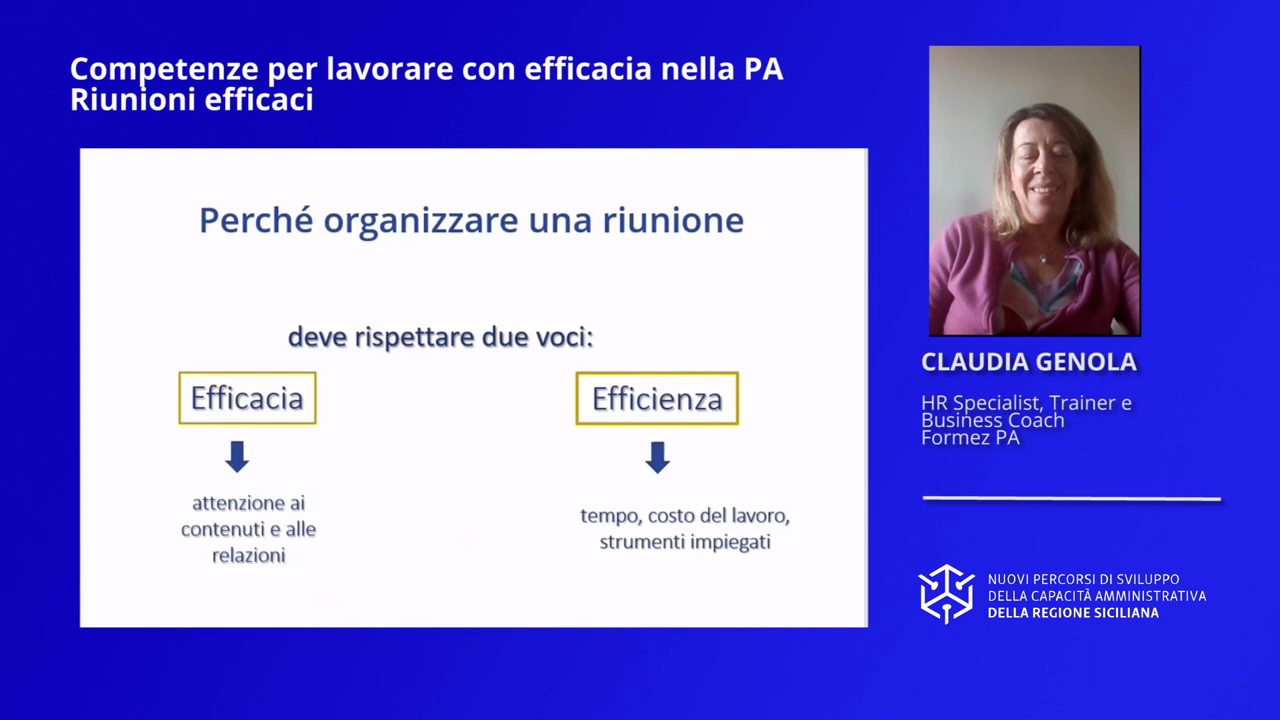 Competenze per lavorare con efficacia nella PA
Riunioni efficaci
Perché organizzare una riunione
deve rispettare due voci:
Efficacia
attenzione ai
contenuti e alle
relazioni
Efficienza
tempo, costo del lavoro,
strumenti impiegati
CLAUDIA GENOLA
HR Specialist, Trainer e
Business Coach
Formez PA
NUOVI PERCORSI DI SVILUPPO
DELLA CAPACITÀ AMMINISTRATIVA
DELLA REGIONE SICILIANA